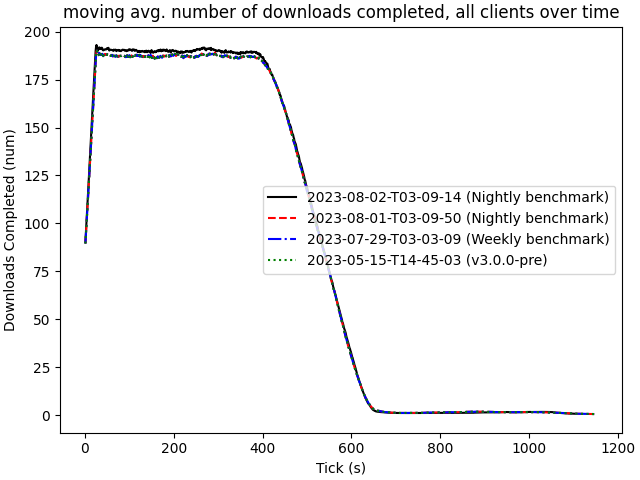 moving avg. number of downloads completed, all clients over time
200
175
150
125
100
75
50
25
0
Downloads Completed (num)
2023-08-02-T03-09-14 (Nightly benchmark)
2023-08-01-T03-09-50 (Nightly benchmark)
2023-07-29-T03-03-09 (Weekly benchmark)
2023-05-15-T14-45-03 (v3.0.0-pre)
0 200 400 600 800 1000 1200
Tick (s)